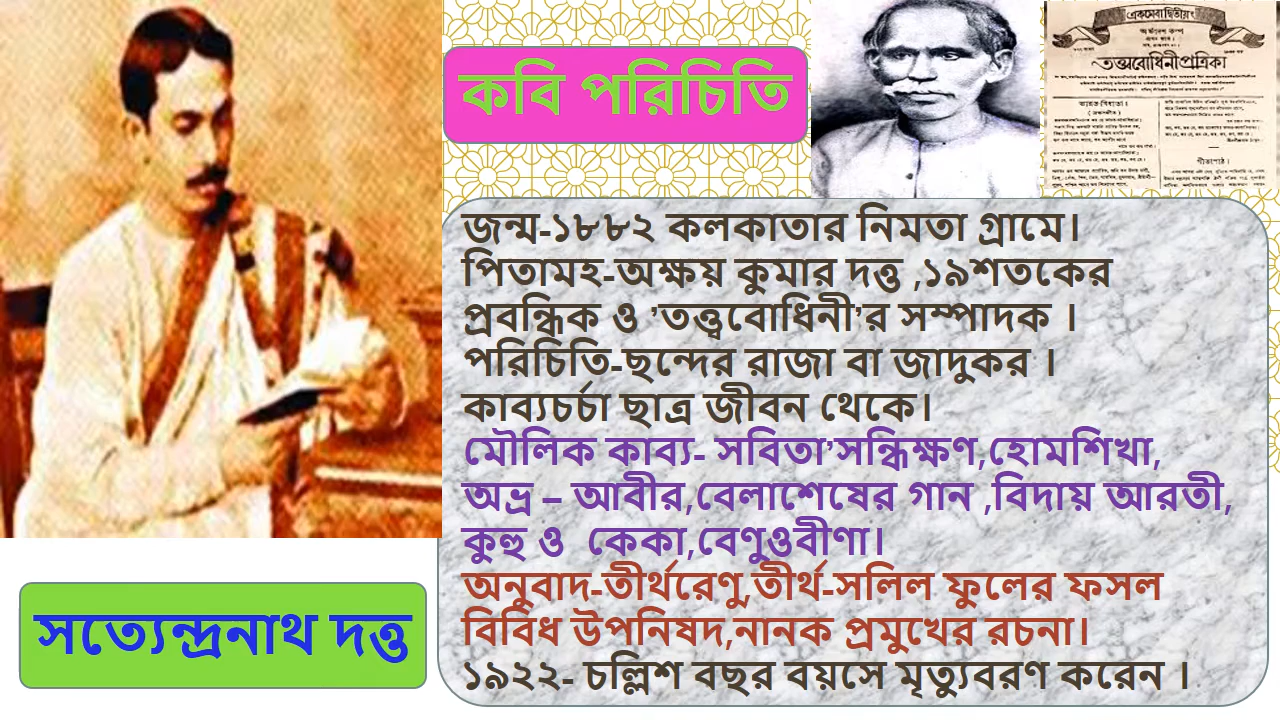 কবি পরিচিতি
একমেবাদ্বিতীয়ং
তত্ত্ববোধিনী পত্রিকা
ভারত-বিধাতা।
গীতাপাঠ।
জন্ম-১৮৮২ কলকাতার নিমতা গ্রামে।
পিতামহ-অক্ষয় কুমার দত্ত ,১৯শতকের
প্রবন্ধিক ও ’তত্ত্ববোধিনী’র সম্পাদক ।
পরিচিতি-ছন্দের রাজা বা জাদুকর ।
কাব্যচর্চা ছাত্র জীবন থেকে।
মৌলিক কাব্য- সবিতা’সন্ধিক্ষণ,হোমশিখা,
অভ্র – আবীর,বেলাশেষের গান ,বিদায় আরতী,
কুহু ও কেকা,বেণুওবীণা।
অনুবাদ-তীর্থরেণু,তীর্থ-সলিল ফুলের ফসল
বিবিধ উপনিষদ,নানক প্রমুখের রচনা।
১৯২২- চল্লিশ বছর বয়সে মৃত্যুবরণ করেন ।
সত্যেন্দ্রনাথ দত্ত